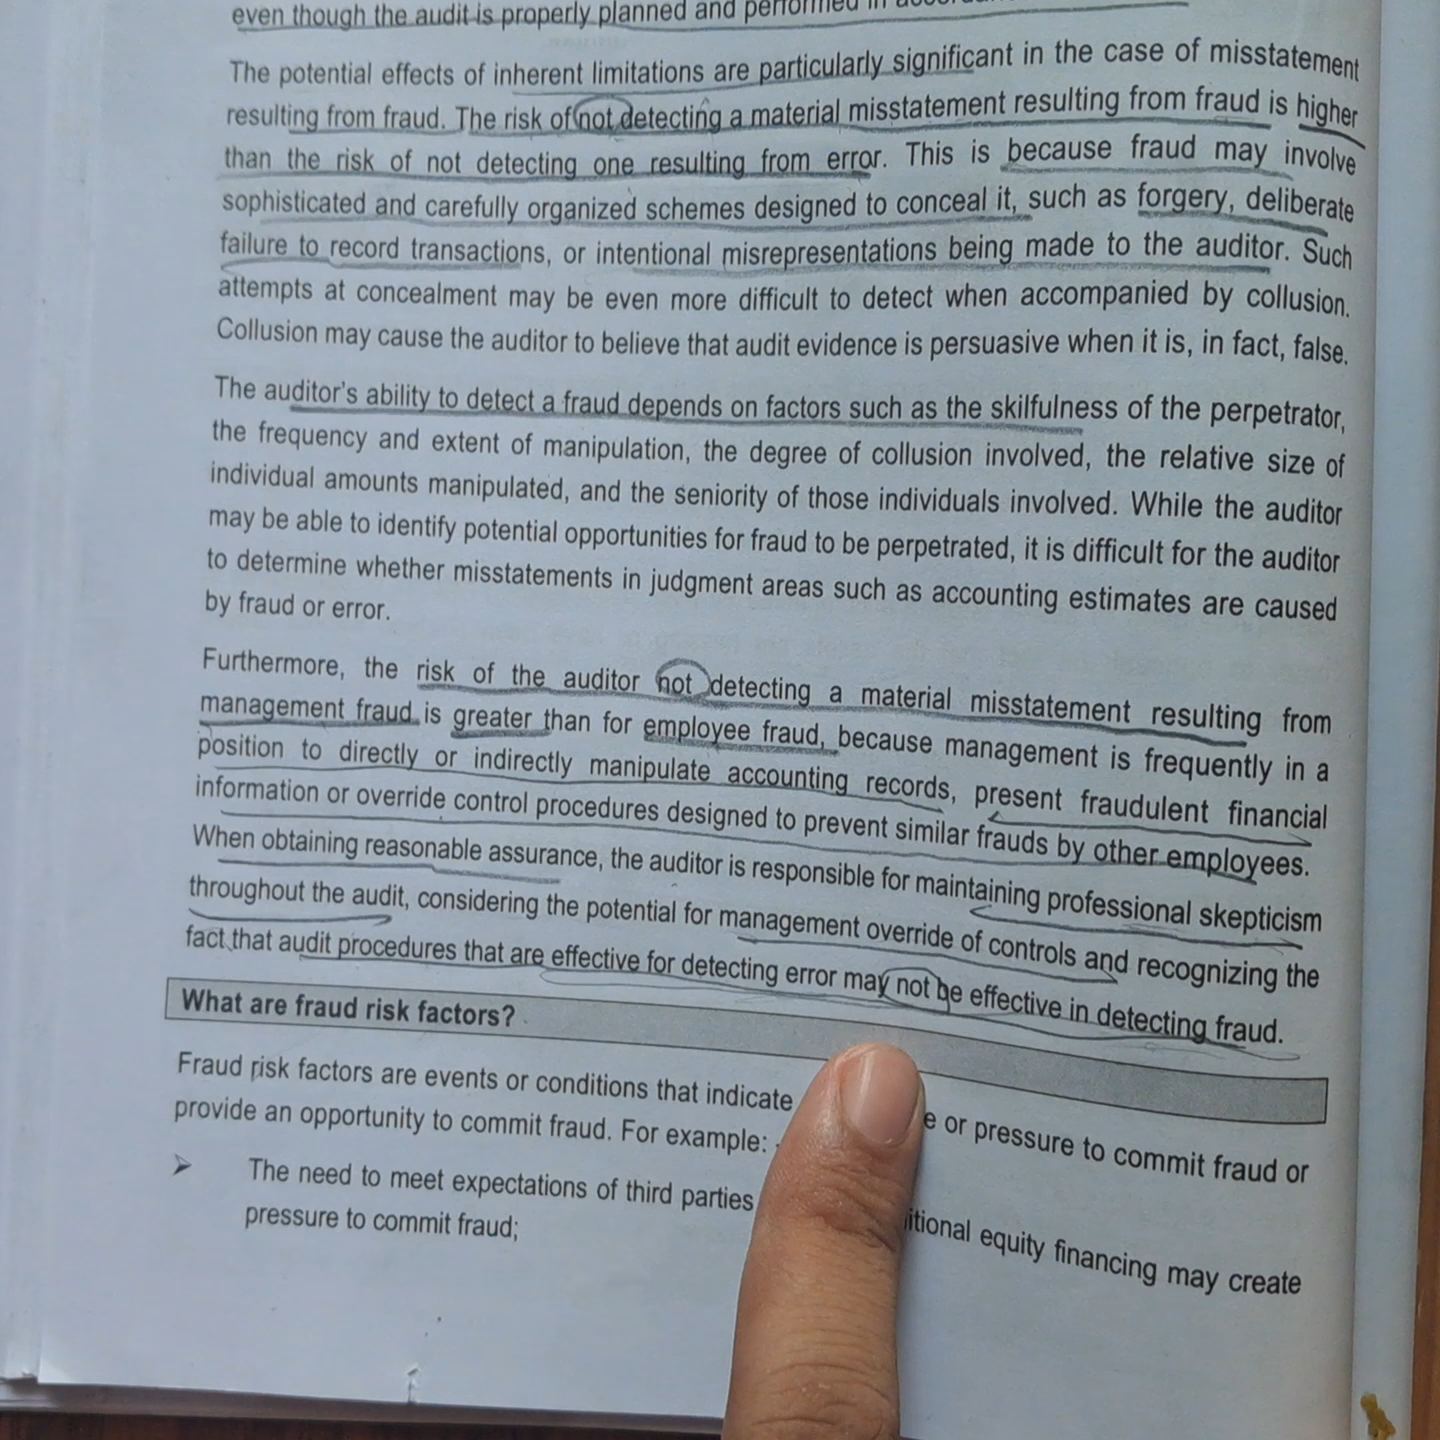 even though the audit is properly planned and performed in
The potential effects of inherent limitations are particularly significant in the case of misstatement
resulting from fraud. The risk of not detecting a material misstatement resulting from fraud is higher
than the risk of not detecting one resulting from error. This is because fraud may involve
sophisticated and carefully organized schemes designed to conceal it, such as forgery, deliberate
failure to record transactions, or intentional misrepresentations being made to the auditor. Such
attempts at concealment may be even more difficult to detect when accompanied by collusion.
Collusion may cause the auditor to believe that audit evidence is persuasive when it is, in fact, false.
The auditor's ability to detect a fraud depends on factors such as the skilfulness of the perpetrator,
the frequency and extent of manipulation, the degree of collusion involved, the relative size of
individual amounts manipulated, and the seniority of those individuals involved. While the auditor
may be able to identify potential opportunities for fraud to be perpetrated, it is difficult for the auditor
to determine whether misstatements in judgment areas such as accounting estimates are caused
by fraud or error.
Furthermore, the risk of the auditor not detecting a material misstatement resulting from
management fraud is greater than for employee fraud, because management is frequently in a
position to directly or indirectly manipulate accounting records, present fraudulent financial
information or override control procedures designed to prevent similar frauds by other employees.
When obtaining reasonable assurance, the auditor is responsible for maintaining professional skepticism
throughout the audit, considering the potential for management override of controls and recognizing the
fact that audit procedures that are effective for detecting error may not be effective in detecting fraud.
What are fraud risk factors?
Fraud risk factors are events or conditions that indicate or pressure to commit fraud or
provide an opportunity to commit fraud. For example:
➤ The need to meet expectations of third parties equity financing may create
pressure to commit fraud;